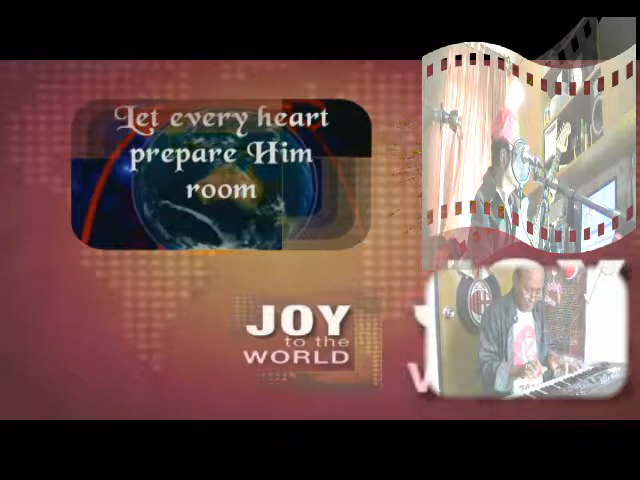 Let every heart
prepare Him
room
JOY
to the
WORLD